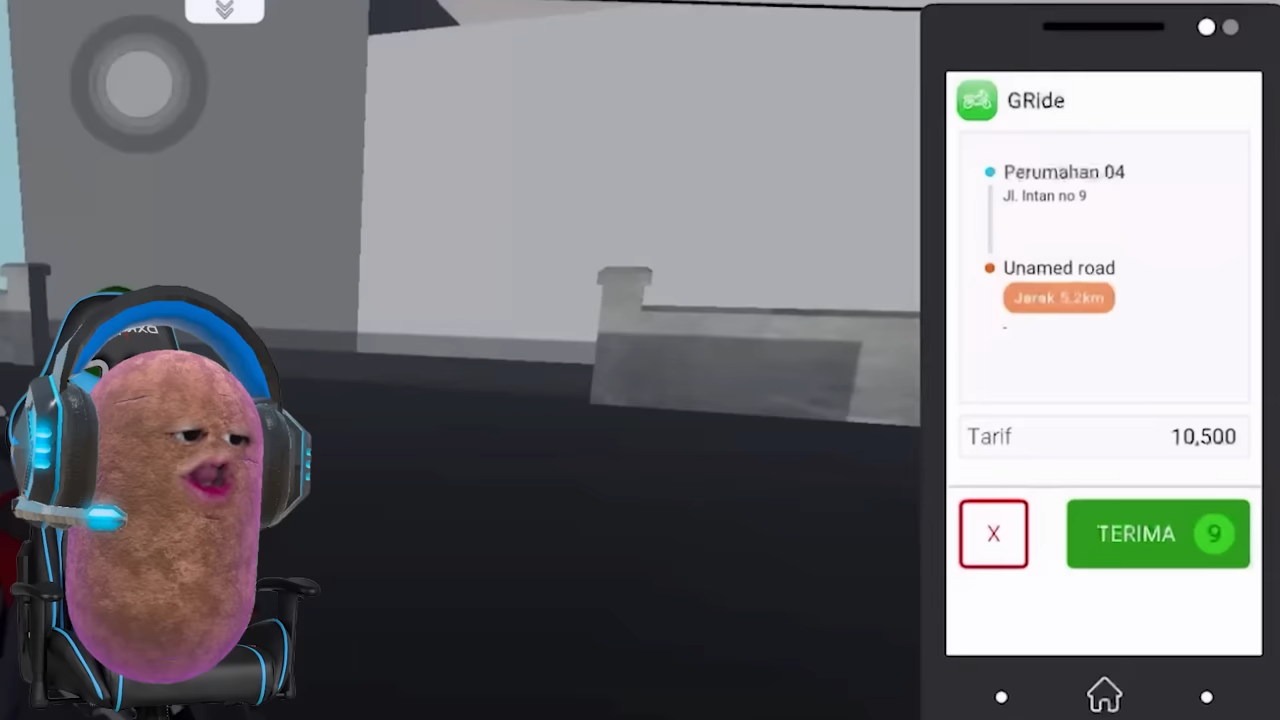 GRide
Perumahan 04
Jl. Intan no 9
Unamed road
Jarak 5,2km
-
Tarif 10,500
X TERIMA 9